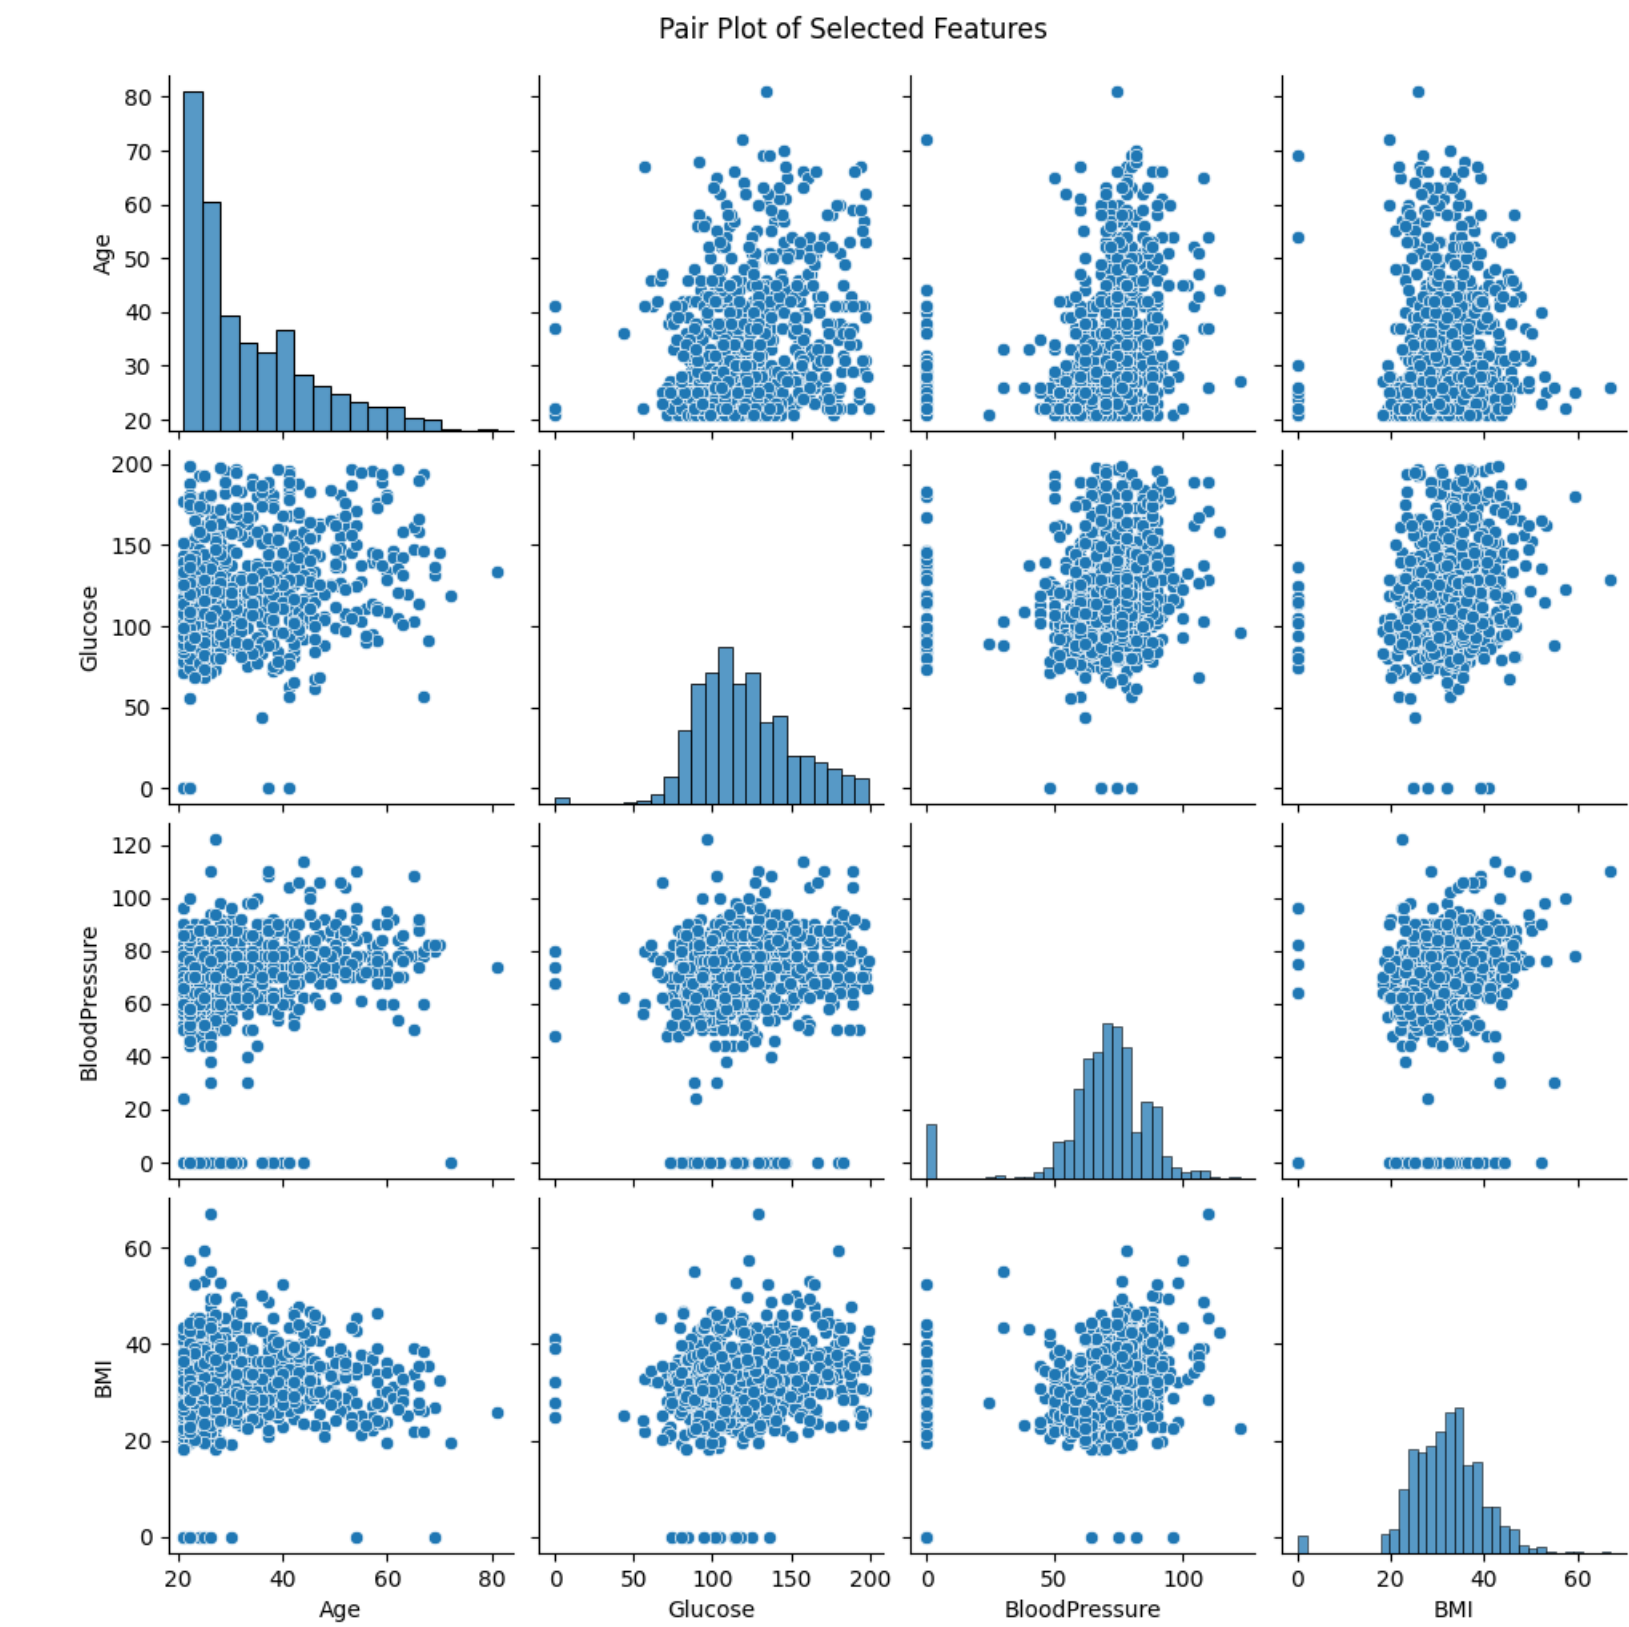 Pair Plot of Selected Features
80
70
60
50
40
30
20
Age
200
150
100
50
0
Glucose
120
100
80
60
40
20
0
BloodPressure
60
40
20
0
BMI
20 40 60 80
0 50 100 150 200
0 50 100
0 20 40 60
Age Glucose BloodPressure BMI